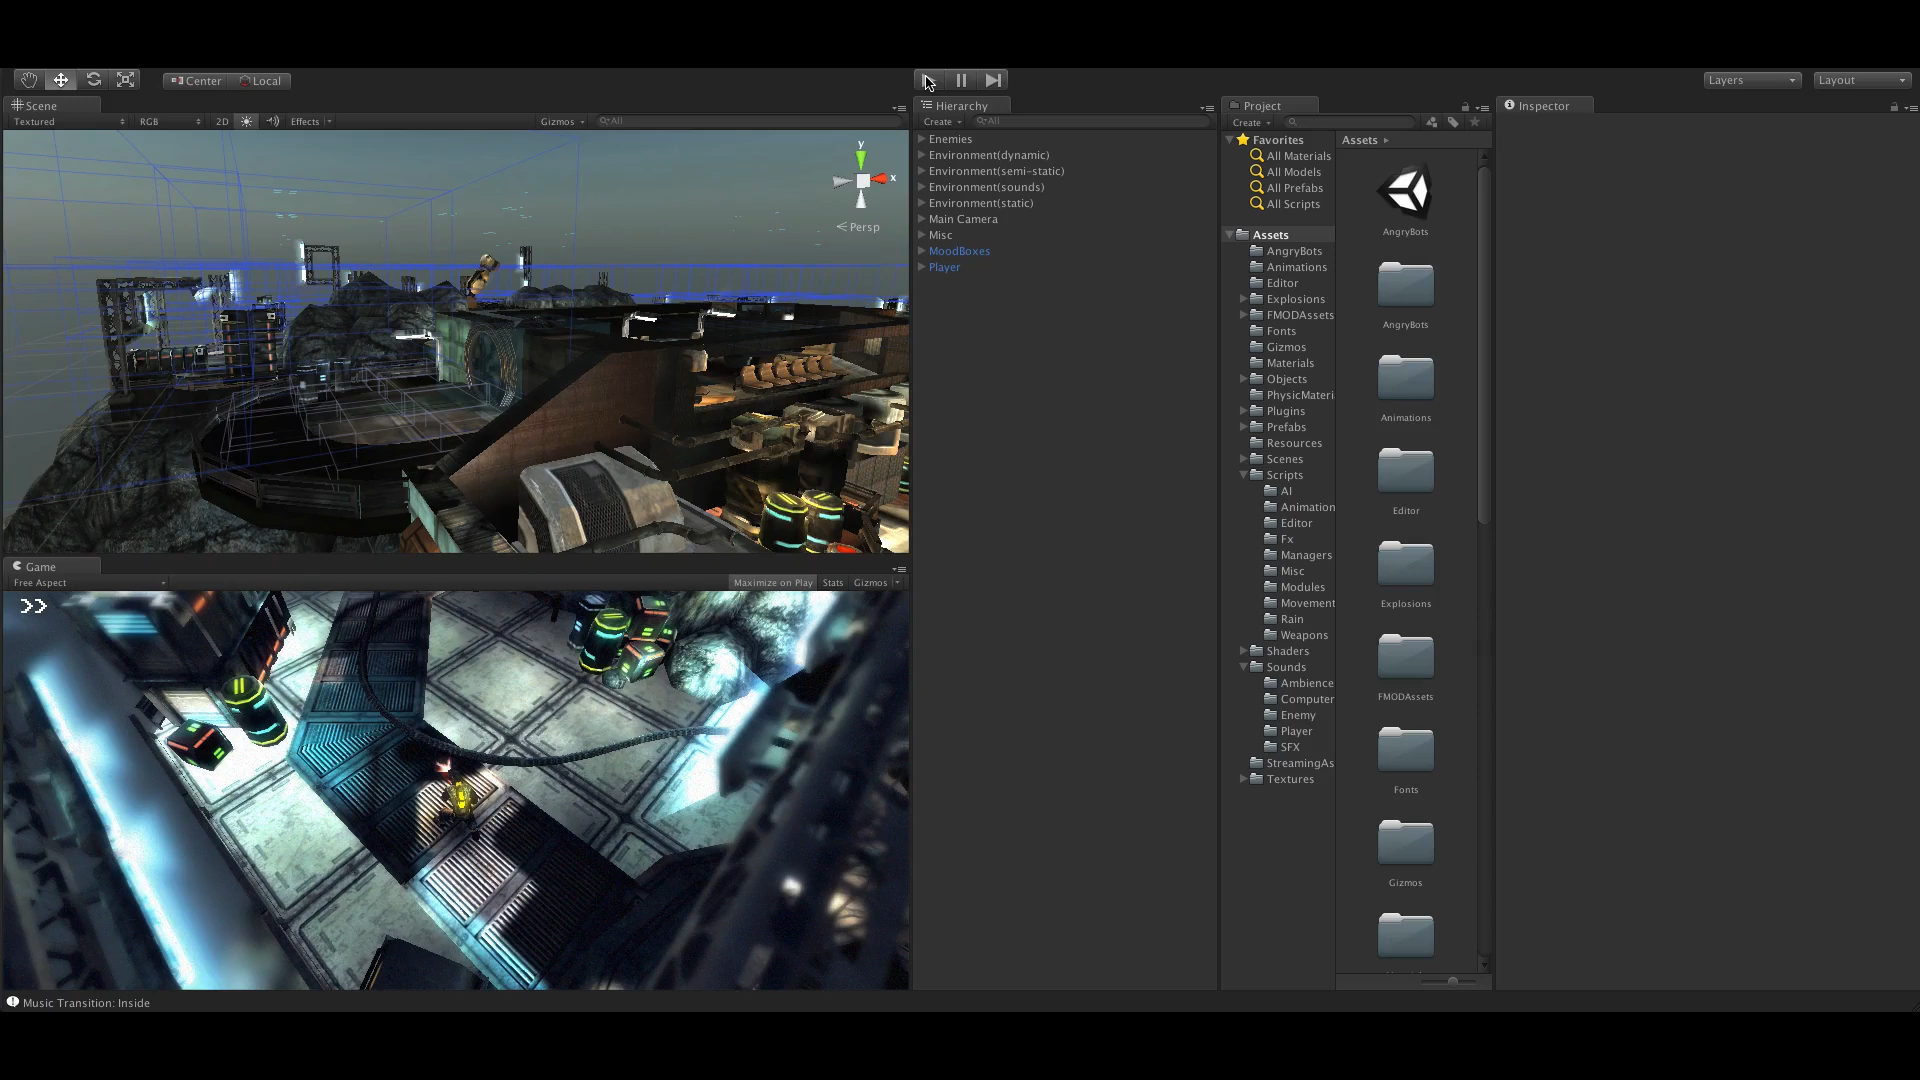 Center
Local
Layers
Layout
Scene
Textured
RGB
2D
Effects
Gizmos
All
y
x
Persp
Game
Free Aspect
Maximize on Play
Stats
Gizmos
>>
Hierarchy
Create
All
Enemies
Environment(dynamic)
Environment(semi-static)
Environment(sounds)
Environment(static)
Main Camera
Misc
MoodBoxes
Player
Project
Create
Favorites
All Materials
All Models
All Prefabs
All Scripts
Assets
AngryBots
Animations
Editor
Explosions
FMODAssets
Fonts
Gizmos
Materials
Objects
PhysicMateri
Plugins
Prefabs
Resources
Scenes
Scripts
AI
Animation
Editor
Fx
Managers
Misc
Modules
Movement
Rain
Weapons
Shaders
Sounds
Ambience
Computer
Enemy
Player
SFX
StreamingAs
Textures
Assets
AngryBots
AngryBots
Animations
Editor
Explosions
FMODAssets
Fonts
Gizmos
Inspector
Music Transition: Inside